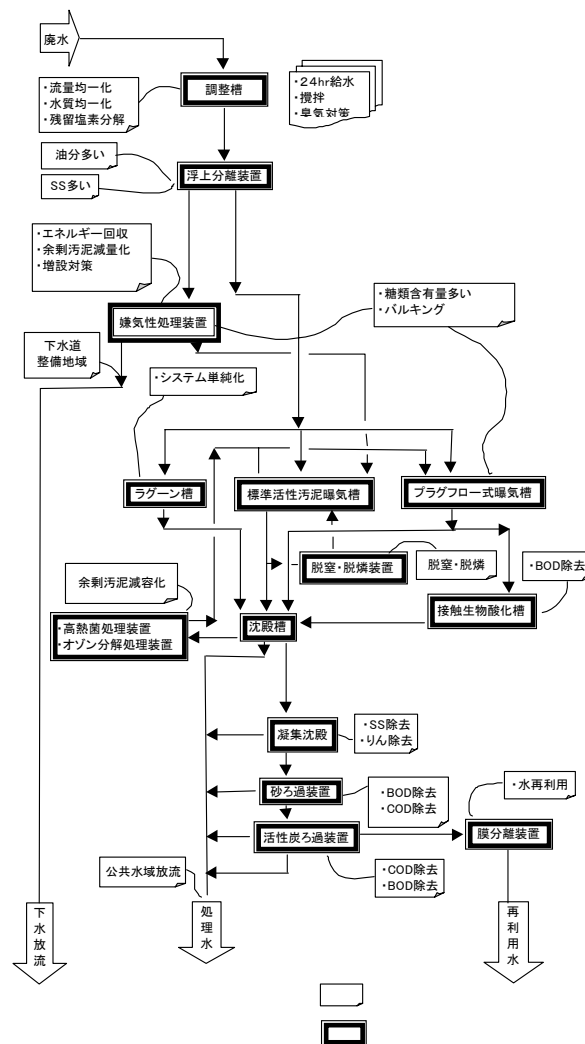 廃水
調整槽
・流量均一化
・水質均一化
・残留塩素分解
・24hr給水
・攪拌
・臭気対策
油分多い
SS多い
浮上分離装置
・エネルギー回収
・余剰汚泥減量化
・増設対策
・糖類含有量多い
・バルキング
嫌気性処理装置
下水道
整備地域
・システム単純化
ラグーン槽
標準活性汚泥曝気槽
プラグフロー式曝気槽
脱窒・脱燐装置
脱窒・脱燐
・BOD除去
接触生物酸化槽
余剰汚泥減容化
・高熱菌処理装置
・オゾン分解処理装置
沈殿槽
凝集沈殿
・SS除去
・りん除去
砂ろ過装置
・BOD除去
・COD除去
・水再利用
活性炭ろ過装置
膜分離装置
・COD除去
・BOD除去
公共水域放流
下水放流
処理水
再利用水